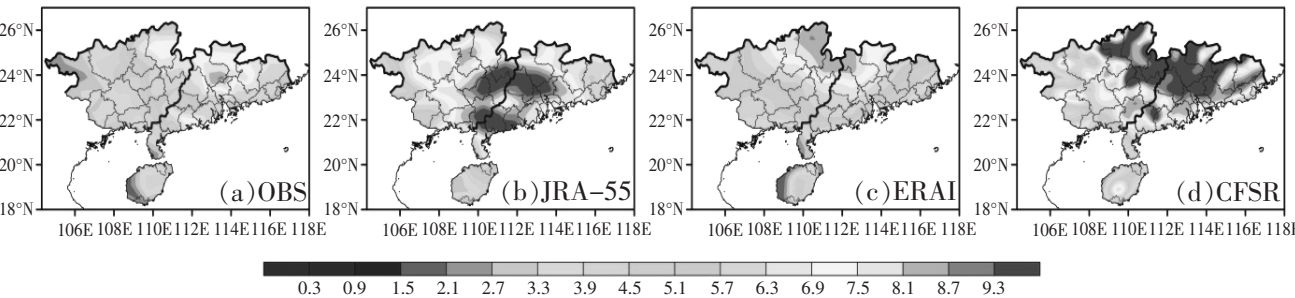 26°N 26°N 26°N 26°N
24°N 24°N 24°N 24°N
22°N 22°N 22°N 22°N
20°N 20°N 20°N 20°N
18°N (a)OBS 18°N (b)JRA-55 18°N (c)ERAI 18°N (d)CFSR
106E 108E 110E 112E 114E 116E 118E 106E 108E 110E 112E 114E 116E 118E 106E 108E 110E 112E 114E 116E 118E 106E 108E 110E 112E 114E 116E 118E
0.3 0.9 1.5 2.1 2.7 3.3 3.9 4.5 5.1 5.7 6.3 6.9 7.5 8.1 8.7 9.3